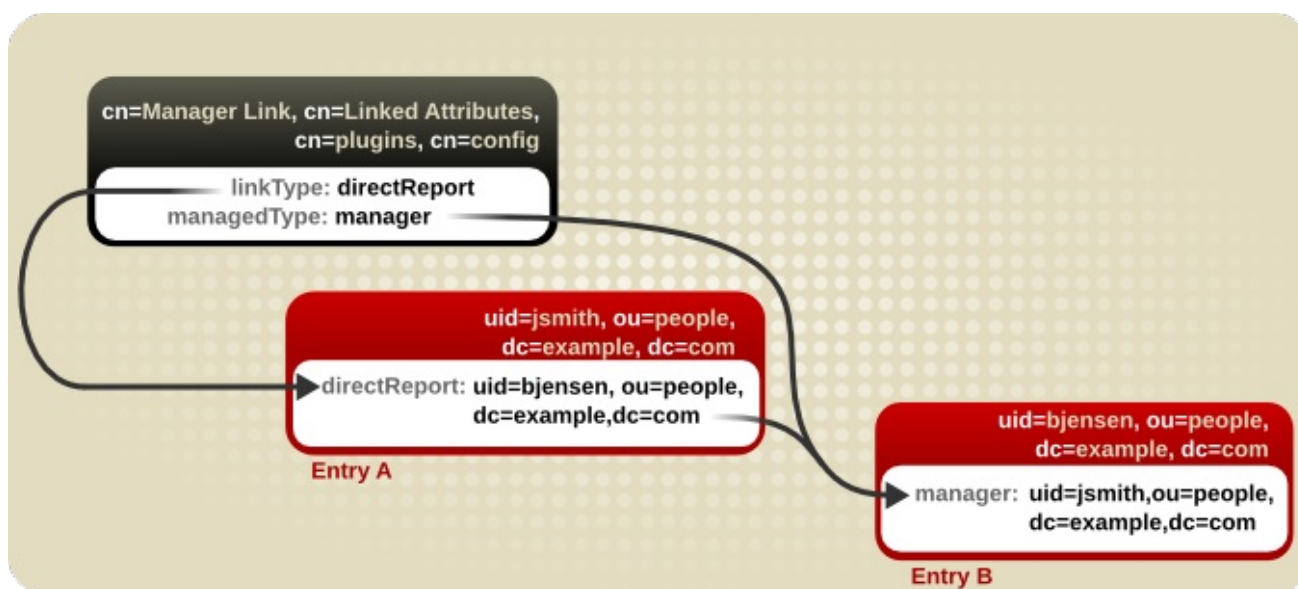 cn=Manager Link, cn=Linked Attributes,
cn=plugins, cn=config
linkType: directReport
managedType: manager
uid=jsmith, ou=people,
dc=example, dc=com
directReport: uid=bjensen, ou=people,
dc=example,dc=com
Entry A
uid=bjensen, ou=people,
dc=example, dc=com
manager: uid=jsmith,ou=people,
dc=example,dc=com
Entry B